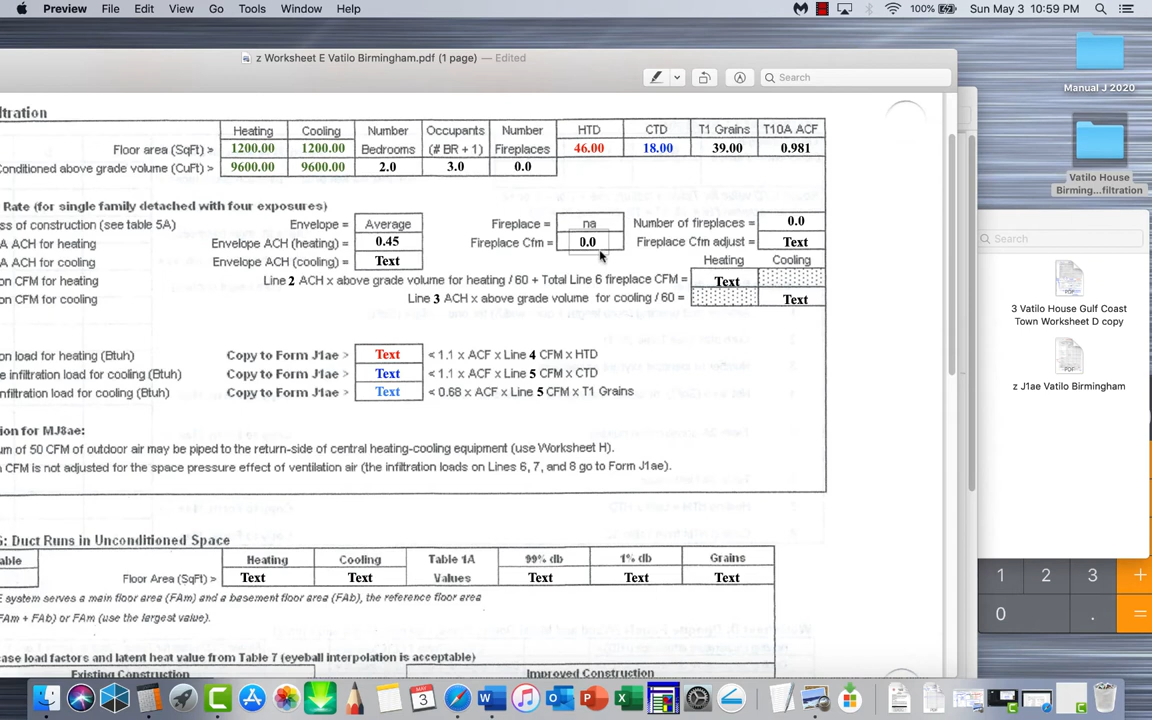 Preview File Edit View Go Tools Window Help 100% Sun May 3 10:59 PM
z Worksheet E Vatilo Birmingham.pdf (1 page) — Edited
Search
Manual J 2020
Vatilo House
Birming...filtration
Search
3 Vatilo House Gulf Coast
Town Worksheet D copy
z J1ae Vatilo Birmingham
1 2 3 +
0 . =
ltration
Heating Cooling Number Occupants Number HTD CTD T1 Grains T10A ACF
Floor area (SqFt) > 1200.00 1200.00 Bedrooms (# BR + 1) Fireplaces 46.00 18.00 39.00 0.981
Conditioned above grade volume (CuFt) > 9600.00 9600.00 2.0 3.0 0.0
Rate (for single family detached with four exposures)
ss of construction (see table 5A) Envelope = Average Fireplace = na Number of fireplaces = 0.0
A ACH for heating Envelope ACH (heating) = 0.45 Fireplace Cfm = 0.0 Fireplace Cfm adjust = Text
A ACH for cooling Envelope ACH (cooling) = Text Heating Cooling
on CFM for heating Line 2 ACH x above grade volume for heating / 60 + Total Line 6 fireplace CFM = Text
on CFM for cooling Line 3 ACH x above grade volume for cooling / 60 = Text
on load for heating (Btuh) Copy to Form J1ae > Text < 1.1 x ACF x Line 4 CFM x HTD
e infiltration load for cooling (Btuh) Copy to Form J1ae > Text < 1.1 x ACF x Line 5 CFM x CTD
nfiltration load for cooling (Btuh) Copy to Form J1ae > Text < 0.68 x ACF x Line 5 CFM x T1 Grains
ion for MJ8ae:
um of 50 CFM of outdoor air may be piped to the return-side of central heating-cooling equipment (use Worksheet H).
n CFM is not adjusted for the space pressure effect of ventilation air (the infiltration loads on Lines 6, 7, and 8 go to Form J1ae).
G: Duct Runs in Unconditioned Space
able Heating Cooling Table 1A 99% db 1% db Grains
Floor Area (SqFt) > Text Text Values Text Text Text
E system serves a main floor area (FAm) and a basement floor area (FAb), the reference floor area
FAm + FAb) or FAm (use the largest value).
ase load factors and latent heat value from Table 7 (eyeball interpolation is acceptable)
Existing Construction Improved Construction